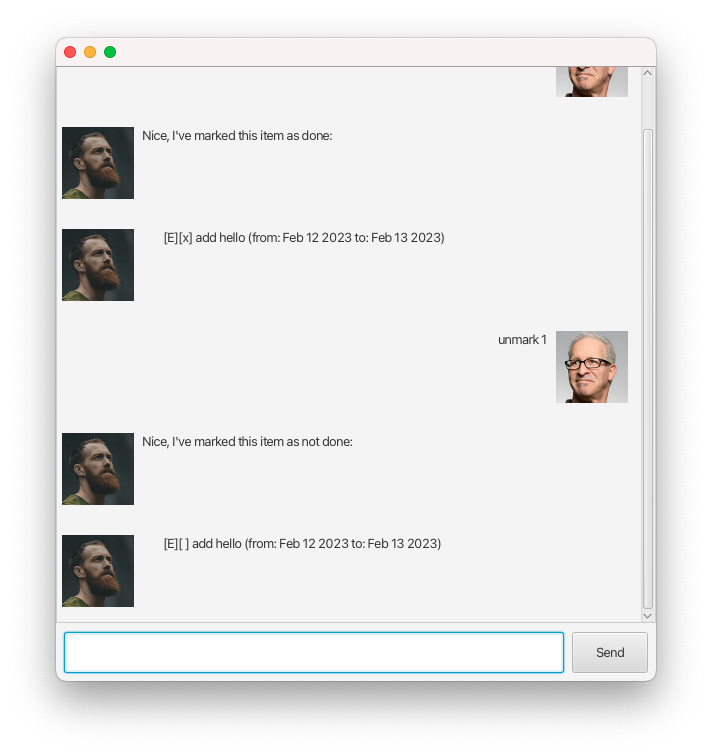 Nice, I've marked this item as done:
[E][x] add hello (from: Feb 12 2023 to: Feb 13 2023)
unmark 1
Nice, I've marked this item as not done:
[E][ ] add hello (from: Feb 12 2023 to: Feb 13 2023)
Send